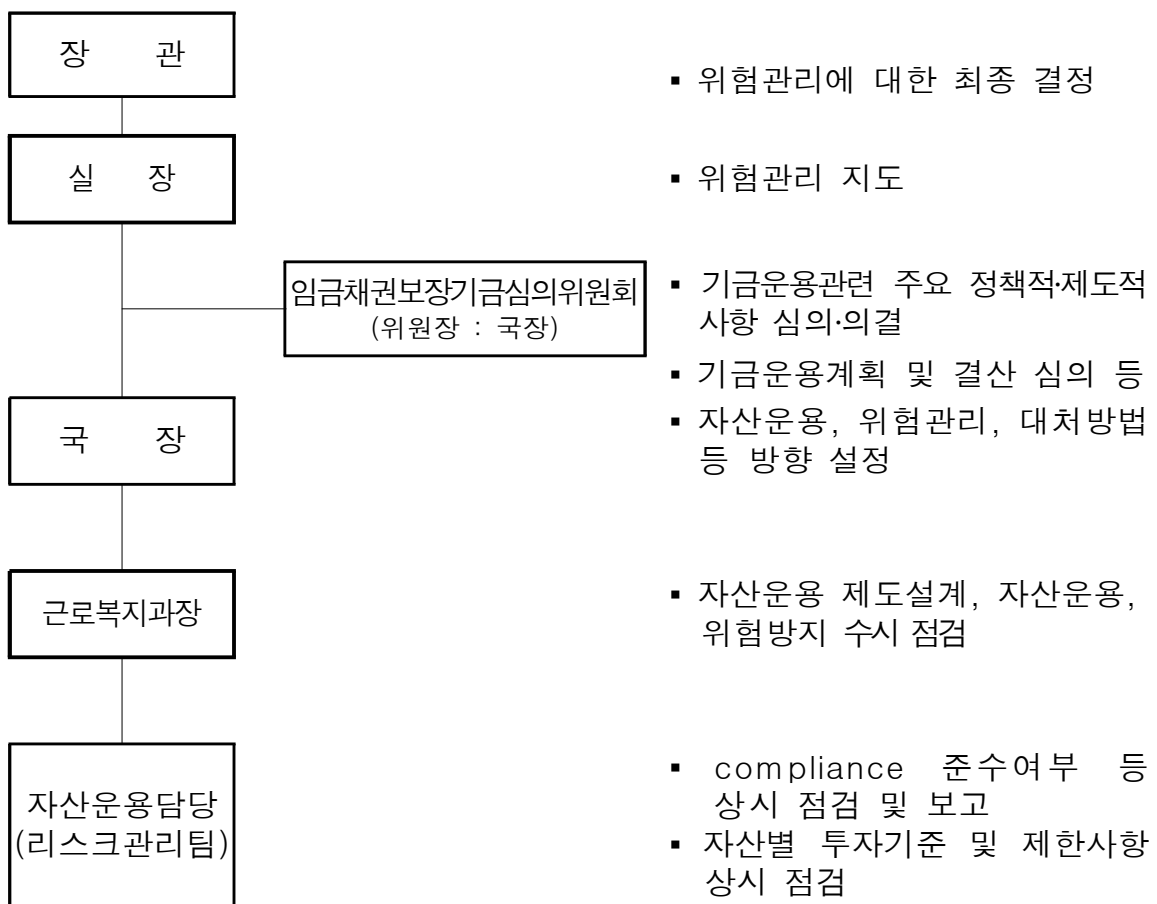 장 관
▪ 위험관리에 대한 최종 결정
실 장
▪ 위험관리 지도
임금채권보장기금심의위원회
(위원장 : 국장)
▪ 기금운용관련 주요 정책적·제도적
사항 심의·의결
▪ 기금운용계획 및 결산 심의 등
국 장
▪ 자산운용, 위험관리, 대처방법
등 방향 설정
근로복지과장
▪ 자산운용 제도설계, 자산운용,
위험방지 수시 점검
자산운용담당
(리스크관리팀)
▪ compliance 준수여부 등
상시 점검 및 보고
▪ 자산별 투자기준 및 제한사항
상시 점검